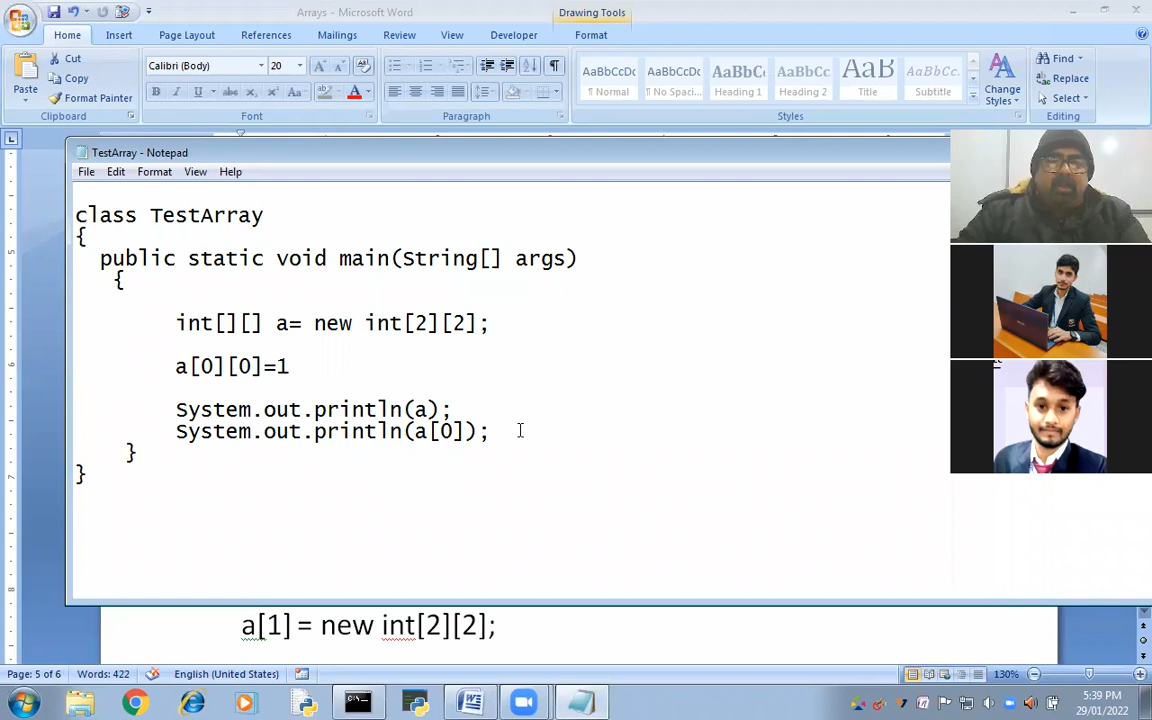 Arrays - Microsoft Word
Drawing Tools
Home Insert Page Layout References Mailings Review View Developer Format
Paste
Cut
Copy
Format Painter
Clipboard
Calibri (Body) 20
B I U abc x₂ x² Aa
Font
Paragraph
AaBbCcDc AaBbCcDc AaBbCc AaBbCc AaB AaBbCcL
¶ Normal ¶ No Spaci... Heading 1 Heading 2 Title Subtitle
Styles
Change Styles
Find
Replace
Select
Editing
TestArray - Notepad
File Edit Format View Help
class TestArray
{
public static void main(String[] args)
{
int[][] a= new int[2][2];
a[0][0]=1
System.out.println(a);
System.out.println(a[0]);
}
}
a[1] = new int[2][2];
Page: 5 of 6 Words: 422 English (United States) 130%
5:39 PM
29/01/2022